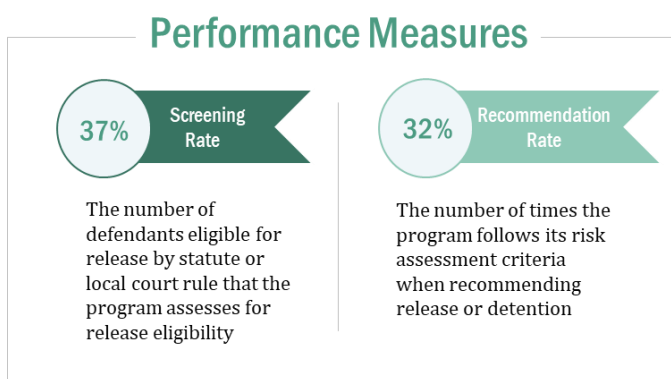 Performance Measures
37%
Screening
Rate
The number of
defendants eligible for
release by statute or
local court rule that the
program assesses for
release eligibility
32%
Recommendation
Rate
The number of times the
program follows its risk
assessment criteria
when recommending
release or detention